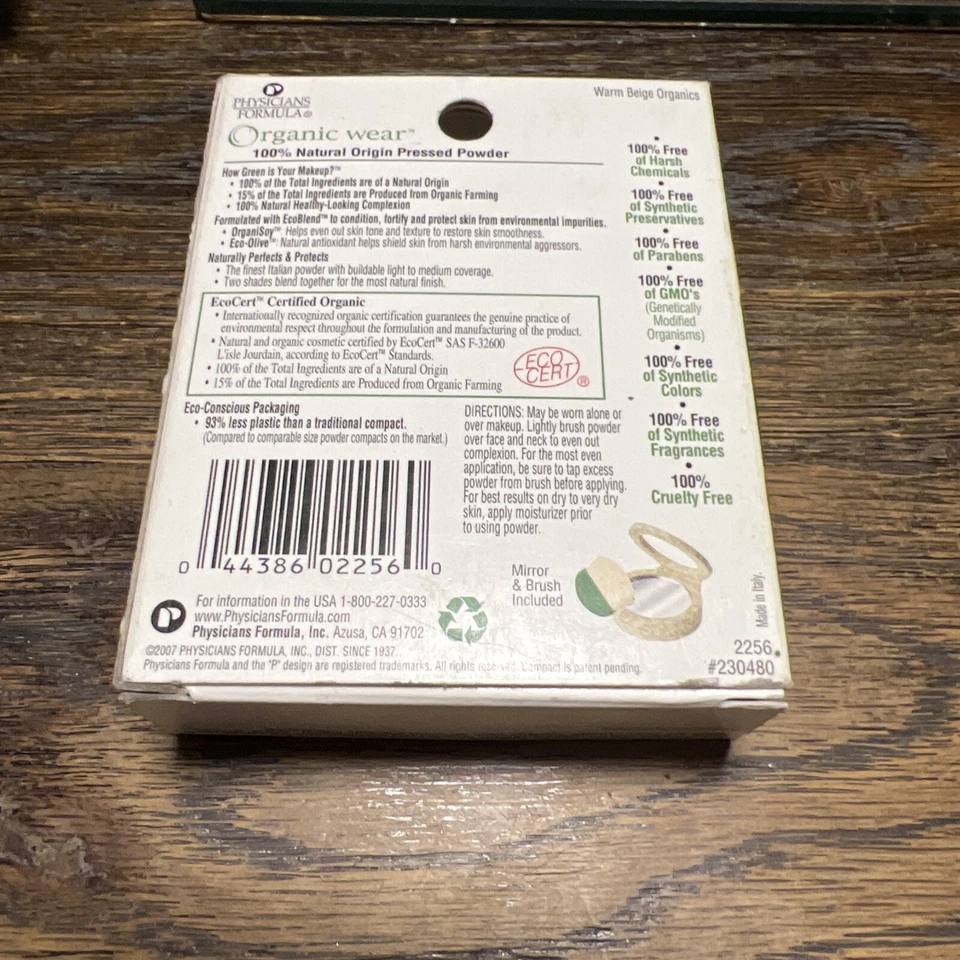 PHYSICIANS
FORMULA®
Organic wear™
100% Natural Origin Pressed Powder
How Green is Your Makeup?™
• 100% of the Total Ingredients are of a Natural Origin
• 15% of the Total Ingredients are Produced from Organic Farming
• 100% Natural Healthy-Looking Complexion
Formulated with EcoBlend™ to condition, fortify and protect skin from environmental impurities.
• OrganiSoy™: Helps even out skin tone and texture to restore skin smoothness.
• Eco-Olive™: Natural antioxidant helps shield skin from harsh environmental aggressors.
Naturally Perfects & Protects
• The finest Italian powder with buildable light to medium coverage.
• Two shades blend together for the most natural finish.
EcoCert™ Certified Organic
• Internationally recognized organic certification guarantees the genuine practice of
environmental respect throughout the formulation and manufacturing of the product.
• Natural and organic cosmetic certified by EcoCert™ SAS F-32600
L'isle Jourdain, according to EcoCert™ Standards.
• 100% of the Total Ingredients are of a Natural Origin
• 15% of the Total Ingredients are Produced from Organic Farming
ECO
CERT®
Eco-Conscious Packaging
• 93% less plastic than a traditional compact.
(Compared to comparable size powder compacts on the market.)
0 44386 02256 0
DIRECTIONS: May be worn alone or
over makeup. Lightly brush powder
over face and neck to even out
complexion. For the most even
application, be sure to tap excess
powder from brush before applying.
For best results on dry to very dry
skin, apply moisturizer prior
to using powder.
Mirror
& Brush
Included
Warm Beige Organics
•
100% Free
of Harsh
Chemicals
•
100% Free
of Synthetic
Preservatives
•
100% Free
of Parabens
•
100% Free
of GMO's
(Genetically
Modified
Organisms)
•
100% Free
of Synthetic
Colors
•
100% Free
of Synthetic
Fragrances
•
100%
Cruelty Free
Made in Italy.
For information in the USA 1-800-227-0333
www.PhysiciansFormula.com
Physicians Formula, Inc. Azusa, CA 91702
©2007 PHYSICIANS FORMULA, INC., DIST. SINCE 1937.
Physicians Formula and the "P" design are registered trademarks. All rights reserved. Compact is patent pending.
2256
#230480